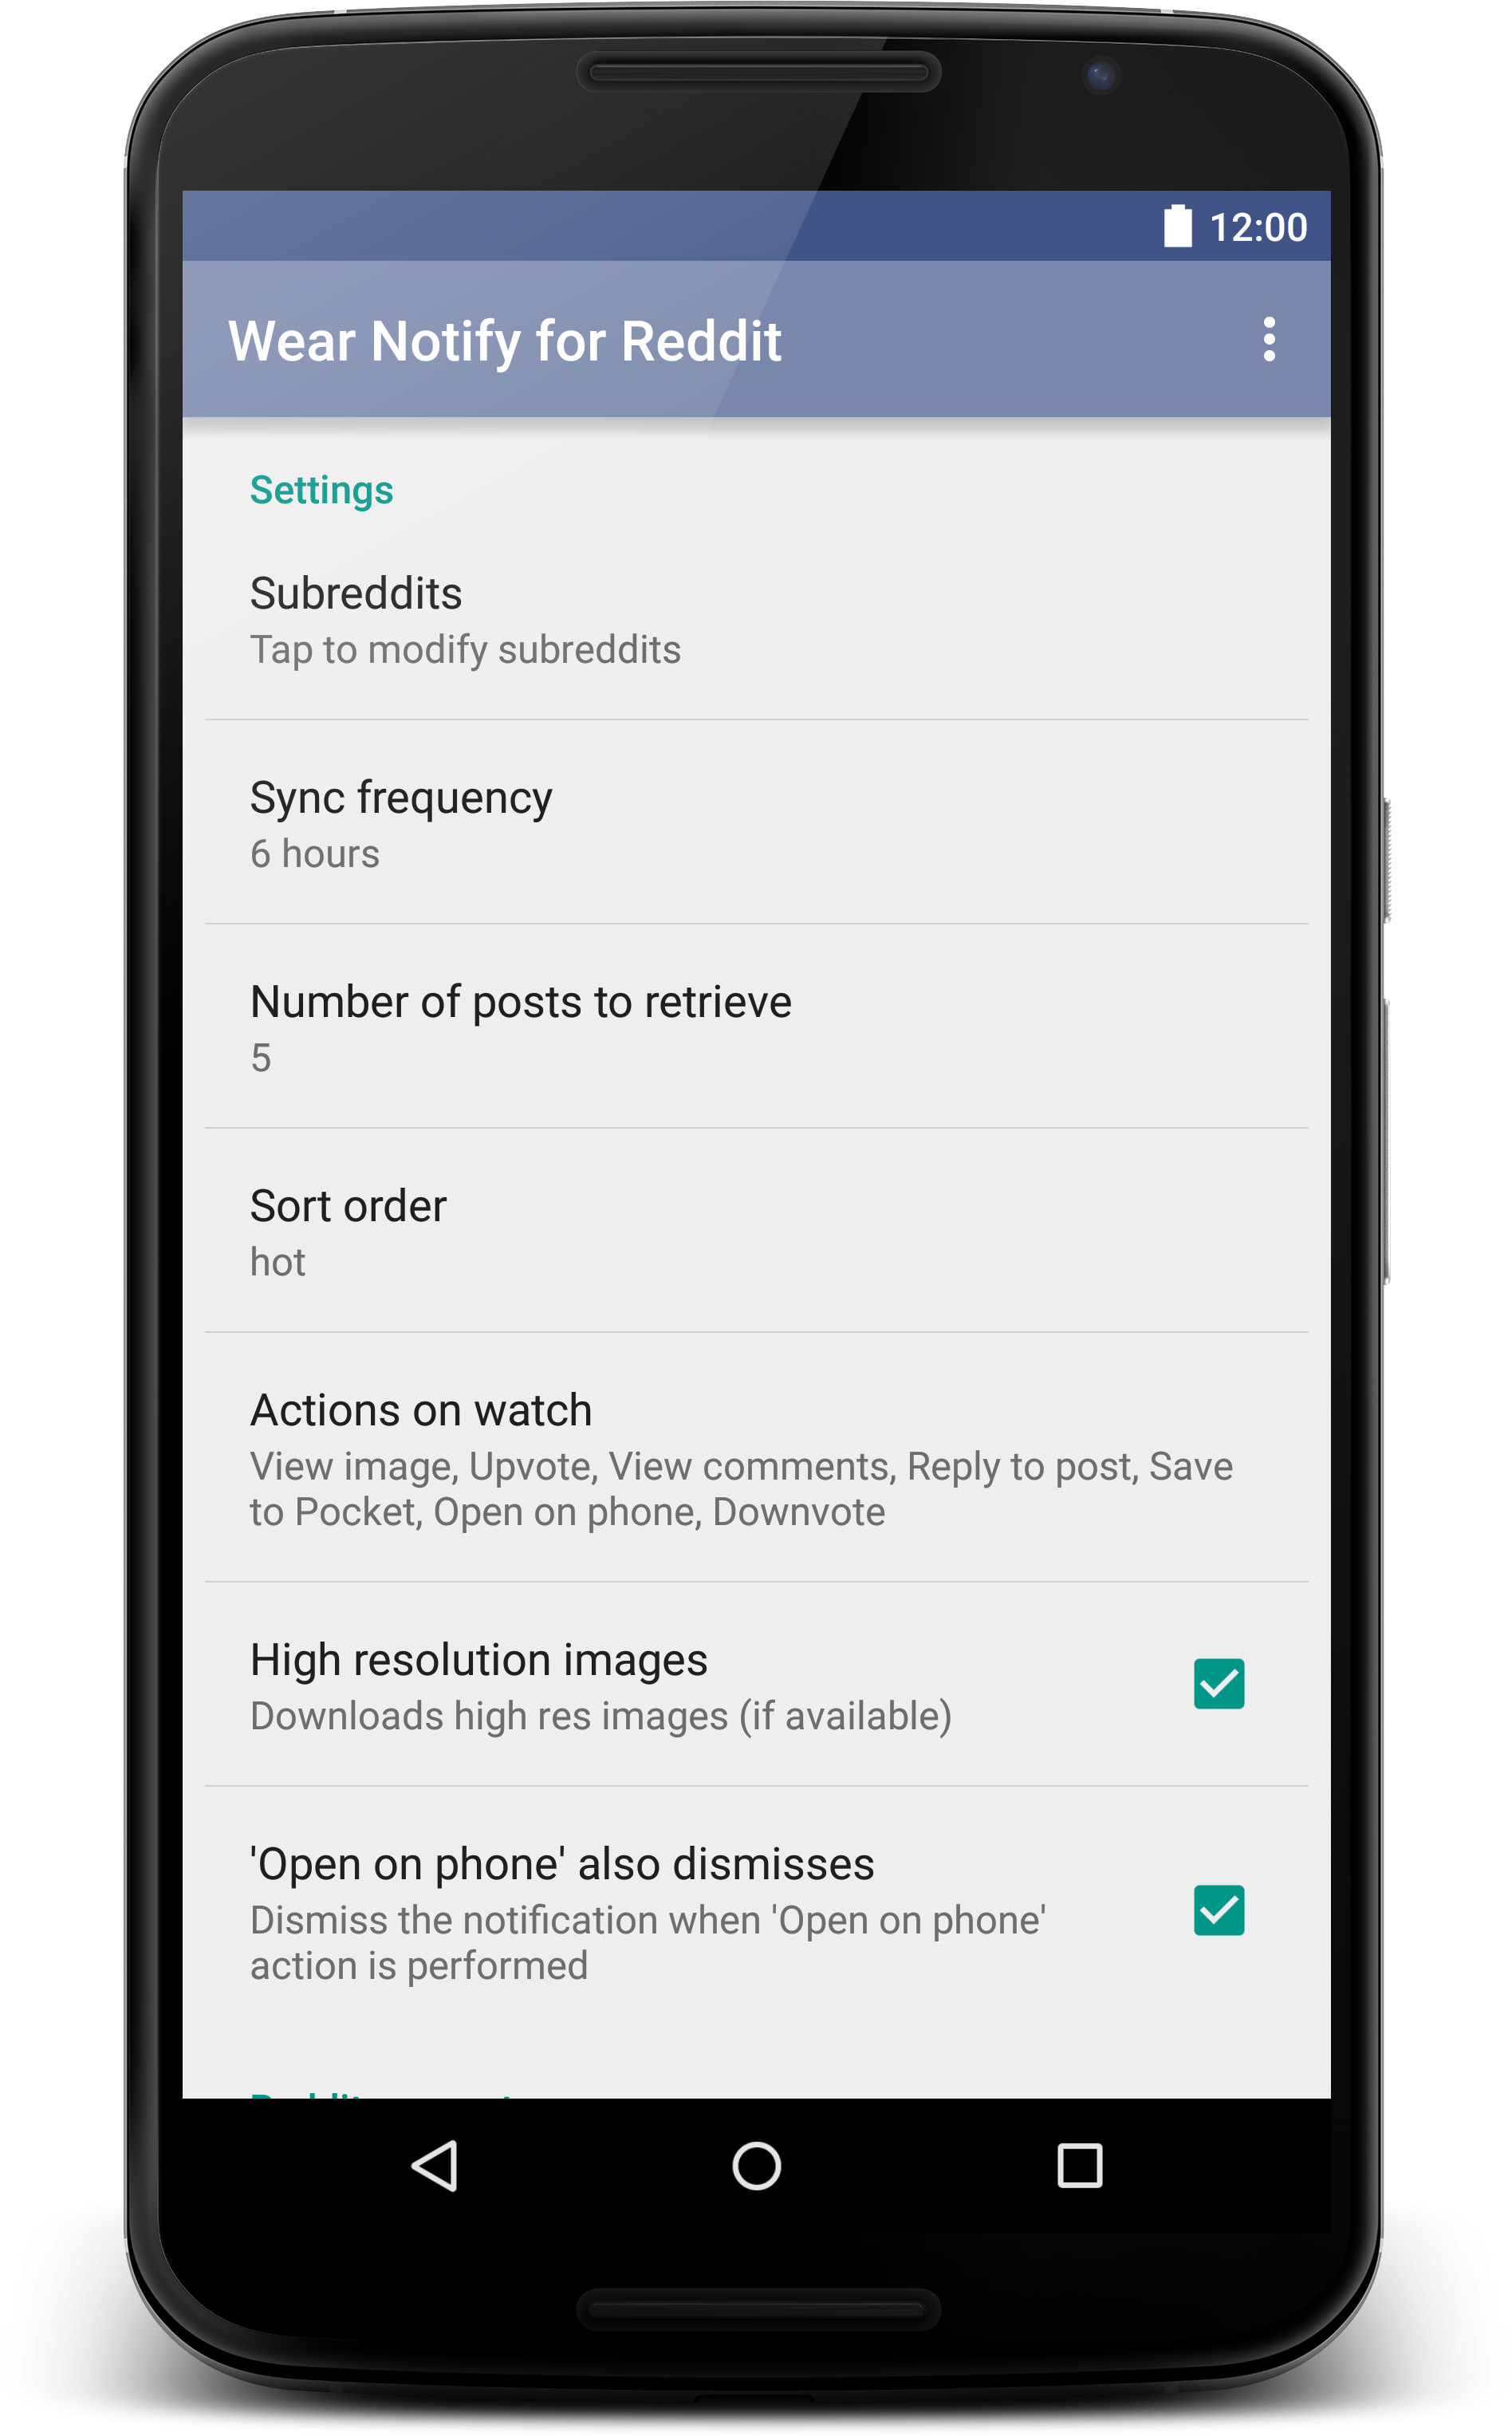 12:00
Wear Notify for Reddit
Settings
Subreddits
Tap to modify subreddits
Sync frequency
6 hours
Number of posts to retrieve
5
Sort order
hot
Actions on watch
View image, Upvote, View comments, Reply to post, Save
to Pocket, Open on phone, Downvote
High resolution images
Downloads high res images (if available)
'Open on phone' also dismisses
Dismiss the notification when 'Open on phone'
action is performed